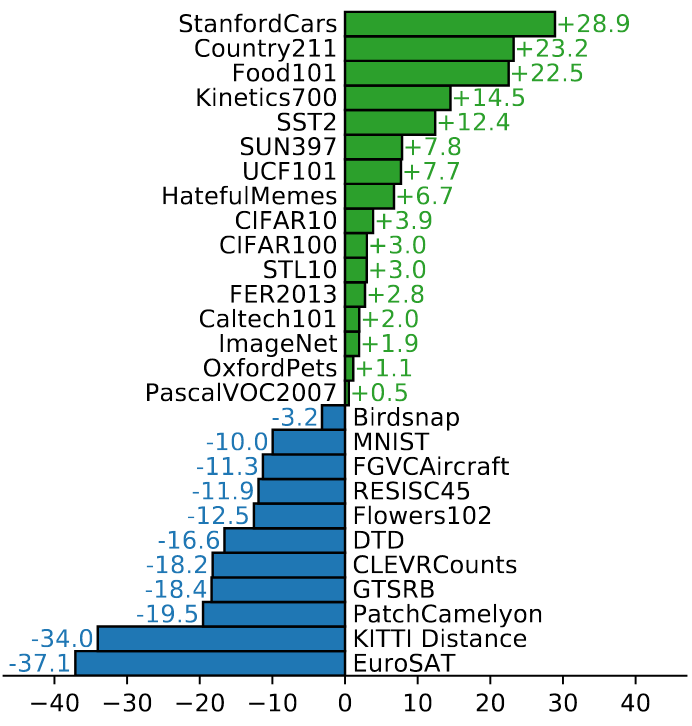 StanfordCars +28.9
Country211 +23.2
Food101 +22.5
Kinetics700 +14.5
SST2 +12.4
SUN397 +7.8
UCF101 +7.7
HatefulMemes +6.7
CIFAR10 +3.9
CIFAR100 +3.0
STL10 +3.0
FER2013 +2.8
Caltech101 +2.0
ImageNet +1.9
OxfordPets +1.1
PascalVOC2007 +0.5
-3.2 Birdsnap
-10.0 MNIST
-11.3 FGVCAircraft
-11.9 RESISC45
-12.5 Flowers102
-16.6 DTD
-18.2 CLEVRCounts
-18.4 GTSRB
-19.5 PatchCamelyon
-34.0 KITTI Distance
-37.1 EuroSAT
−40 −30 −20 −10 0 10 20 30 40